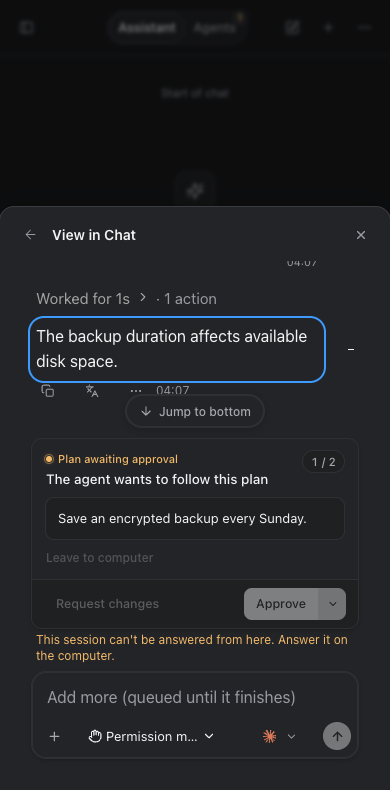 Assistant
Agents
Start of chat
View in Chat
04:07
Worked for 1s
· 1 action
The backup duration affects available
disk space.
04:07
Jump to bottom
Plan awaiting approval
1 / 2
The agent wants to follow this plan
Save an encrypted backup every Sunday.
Leave to computer
Request changes
Approve
This session can't be answered from here. Answer it on
the computer.
Add more (queued until it finishes)
Permission m...